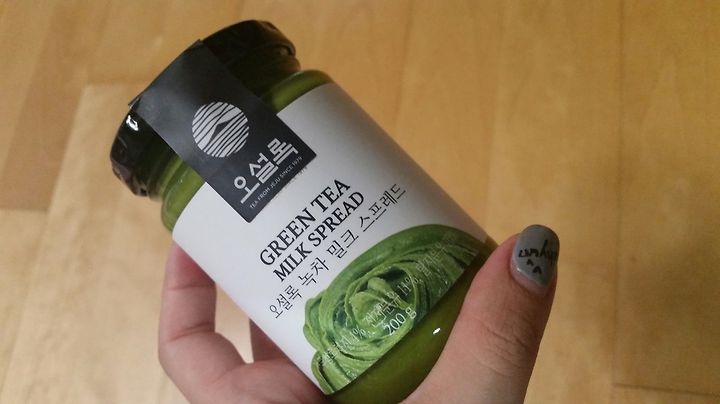 오설록
TEA FROM JEJU SINCE 1979
GREEN TEA
MILK SPREAD
오설록 녹차 밀크 스프레드
200 g